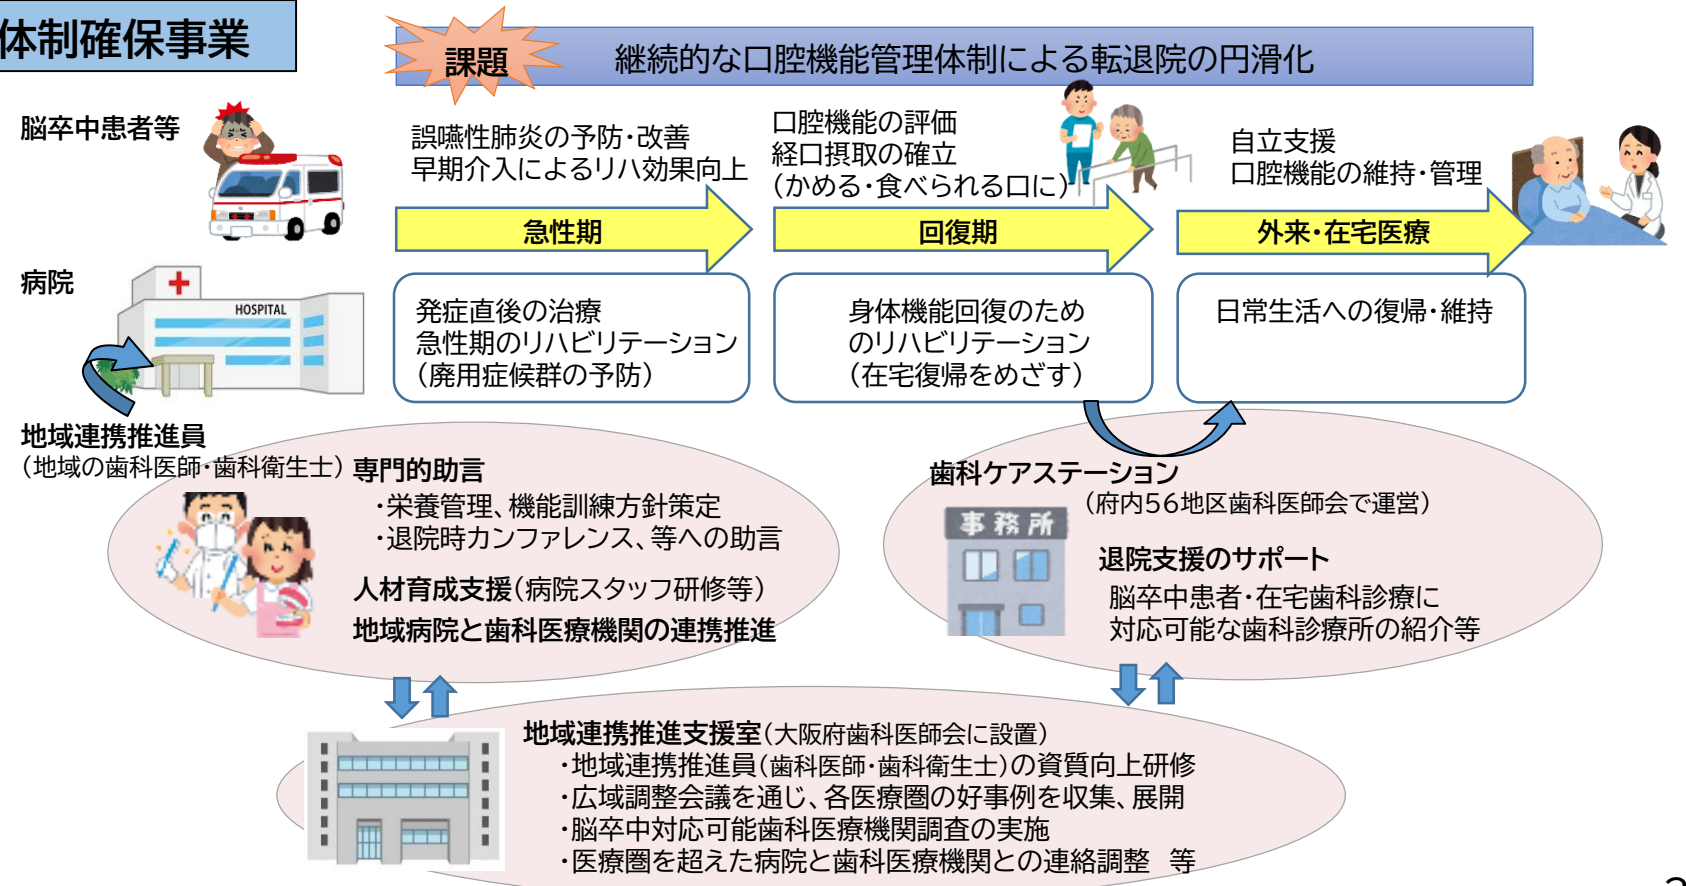 体制確保事業
課題
継続的な口腔機能管理体制による転退院の円滑化
脳卒中患者等
誤嚥性肺炎の予防・改善
早期介入によるリハ効果向上
口腔機能の評価
経口摂取の確立
(かめる・食べられる口に)
自立支援
口腔機能の維持・管理
急性期
回復期
外来・在宅医療
病院
HOSPITAL
発症直後の治療
急性期のリハビリテーション
(廃用症候群の予防)
身体機能回復のため
のリハビリテーション
(在宅復帰をめざす)
日常生活への復帰・維持
地域連携推進員
(地域の歯科医師・歯科衛生士)
専門的助言
・栄養管理、機能訓練方針策定
・退院時カンファレンス、等への助言
人材育成支援(病院スタッフ研修等)
地域病院と歯科医療機関の連携推進
歯科ケアステーション
(府内56地区歯科医師会で運営)
事務所
退院支援のサポート
脳卒中患者・在宅歯科診療に
対応可能な歯科診療所の紹介等
地域連携推進支援室(大阪府歯科医師会に設置)
・地域連携推進員(歯科医師・歯科衛生士)の資質向上研修
・広域調整会議を通じ、各医療圏の好事例を収集、展開
・脳卒中対応可能歯科医療機関調査の実施
・医療圏を超えた病院と歯科医療機関との連絡調整 等